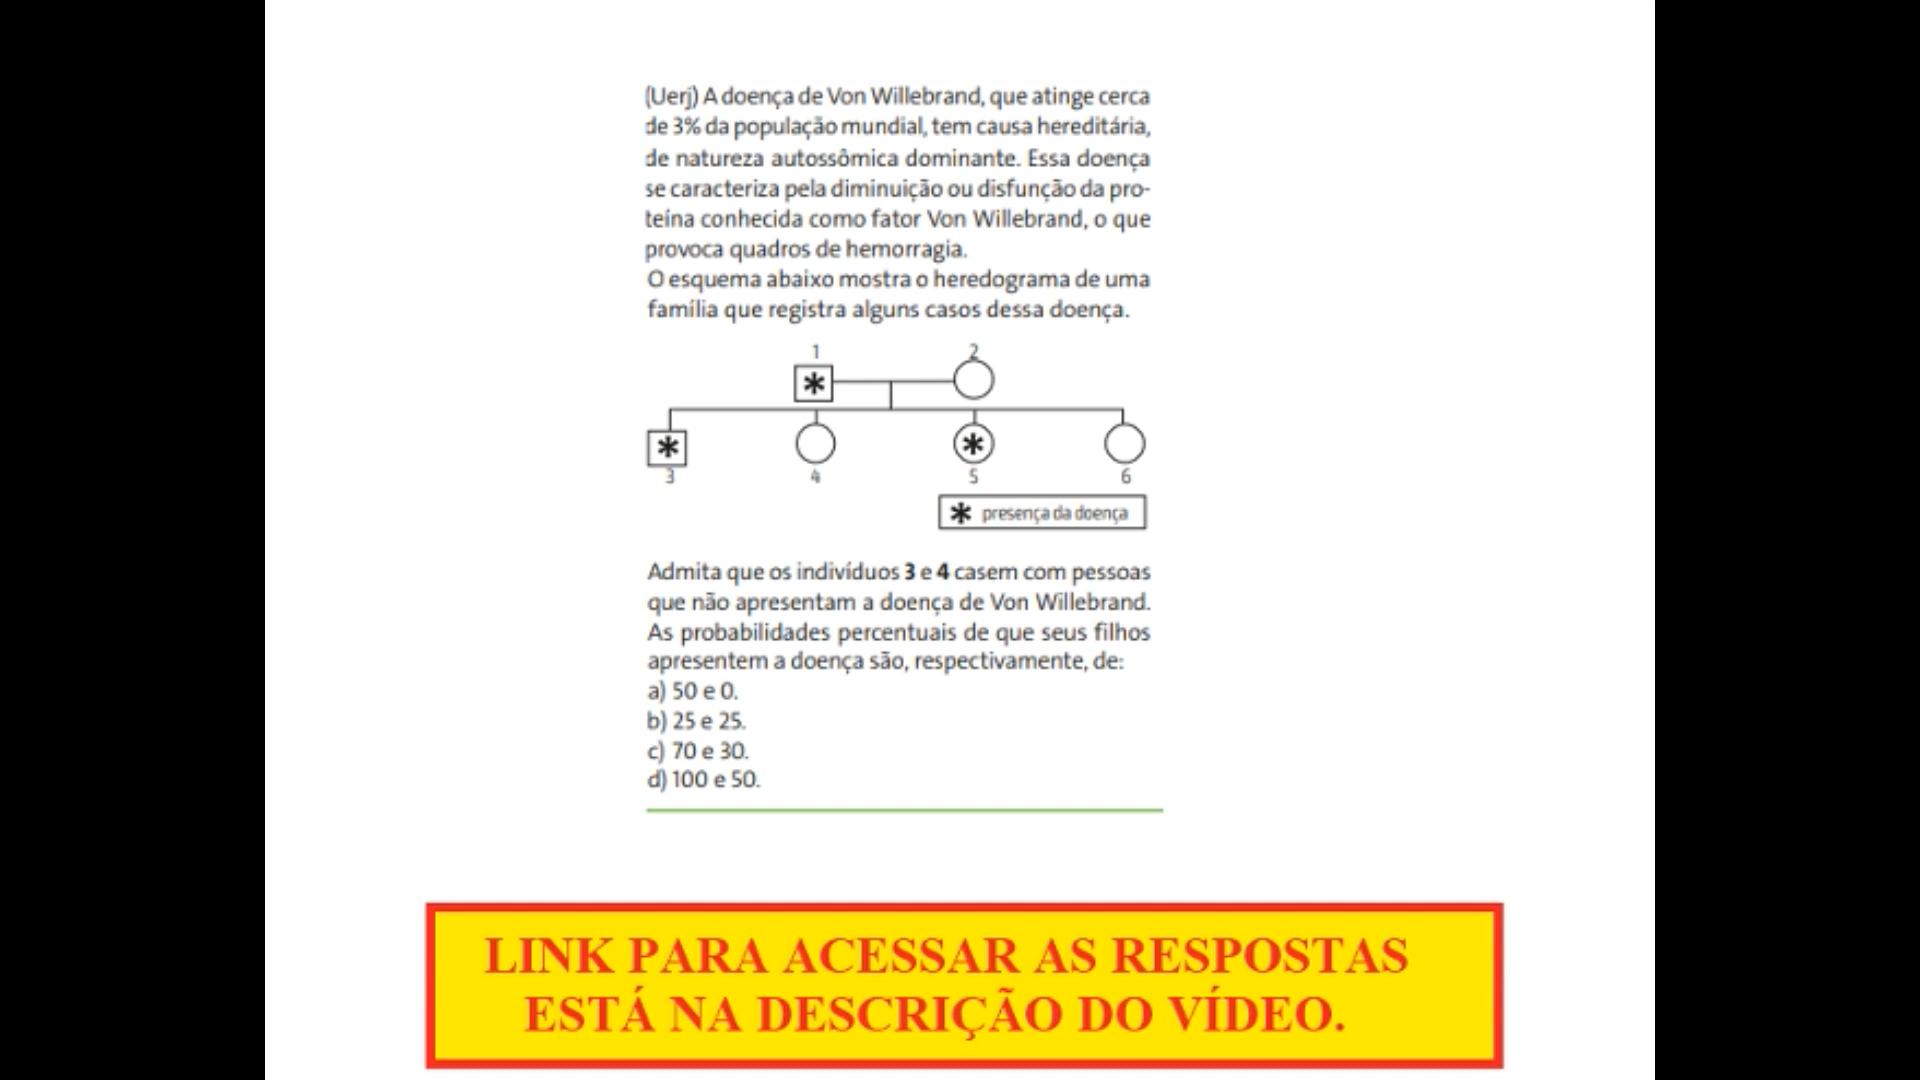 (Uerj) A doença de Von Willebrand, que atinge cerca
de 3% da população mundial, tem causa hereditária,
de natureza autossômica dominante. Essa doença
se caracteriza pela diminuição ou disfunção da pro-
teína conhecida como fator Von Willebrand, o que
provoca quadros de hemorragia.
O esquema abaixo mostra o heredograma de uma
família que registra alguns casos dessa doença.
1 2
* 
* *
3 4 5 6
* presença da doença
Admita que os indivíduos 3 e 4 casem com pessoas
que não apresentam a doença de Von Willebrand.
As probabilidades percentuais de que seus filhos
apresentem a doença são, respectivamente, de:
a) 50 e 0.
b) 25 e 25.
c) 70 e 30.
d) 100 e 50.
LINK PARA ACESSAR AS RESPOSTAS
ESTÁ NA DESCRIÇÃO DO VÍDEO.